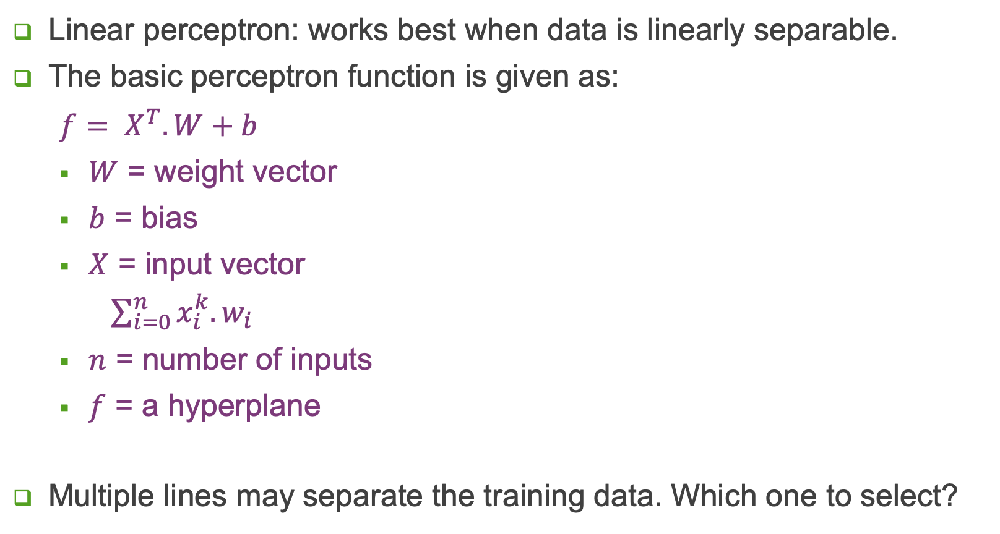 ❑ Linear perceptron: works best when data is linearly separable.
❑ The basic perceptron function is given as:
f = X^T.W + b
▪ W = weight vector
▪ b = bias
▪ X = input vector
∑_{i=0}^{n} x_i^k.w_i
▪ n = number of inputs
▪ f = a hyperplane
❑ Multiple lines may separate the training data. Which one to select?